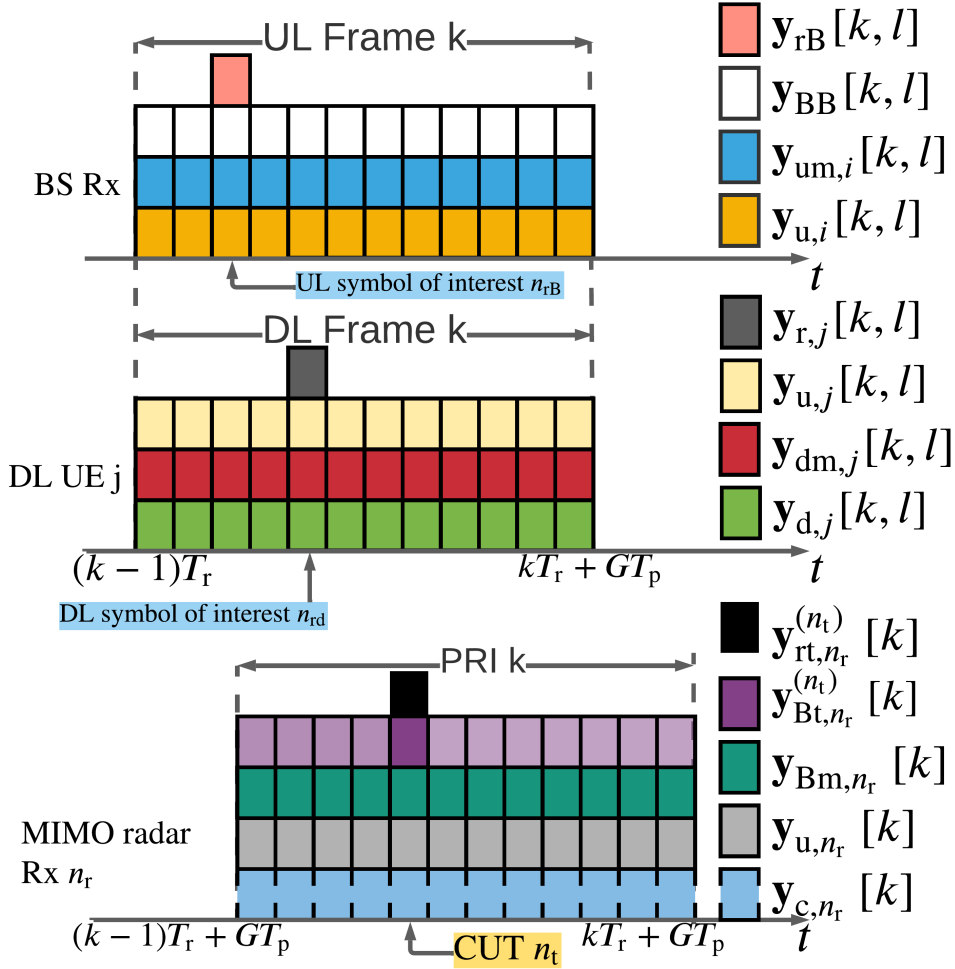 UL Frame k
BS Rx
t
UL symbol of interest n_rB
y_rB[k, l]
y_BB[k, l]
y_um,i[k, l]
y_u,i[k, l]
DL Frame k
DL UE j
(k − 1)T_r
kT_r + GT_p
t
DL symbol of interest n_rd
y_r,j[k, l]
y_u,j[k, l]
y_dm,j[k, l]
y_d,j[k, l]
PRI k
MIMO radar
Rx n_r
(k − 1)T_r + GT_p
kT_r + GT_p
t
CUT n_t
y_rt,n_r^(n_t) [k]
y_Bt,n_r^(n_t) [k]
y_Bm,n_r [k]
y_u,n_r [k]
y_c,n_r [k]